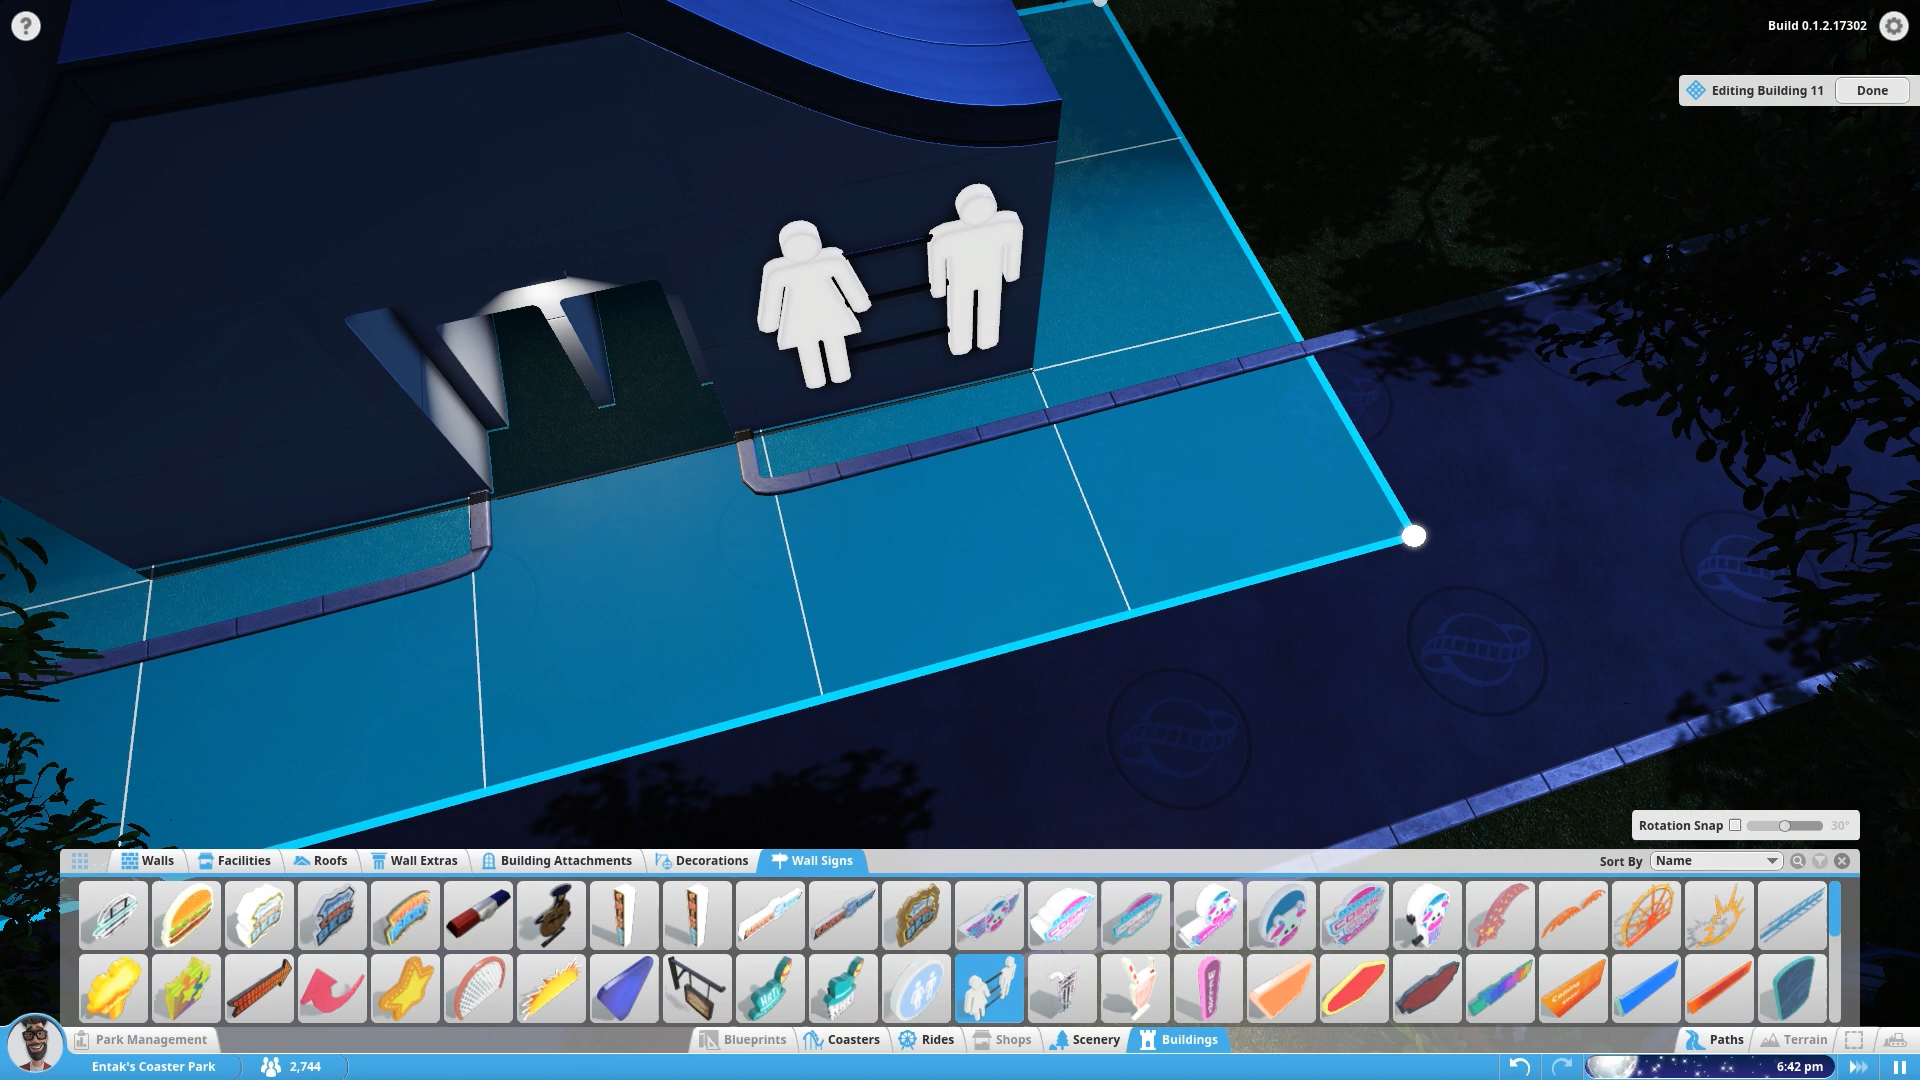 ?
Build 0.1.2.17302
Editing Building 11
Done
Rotation Snap
30°
Walls
Facilities
Roofs
Wall Extras
Building Attachments
Decorations
Wall Signs
Sort By
Name
Park Management
Blueprints
Coasters
Rides
Shops
Scenery
Buildings
Paths
Terrain
Entak's Coaster Park
2,744
6:42 pm